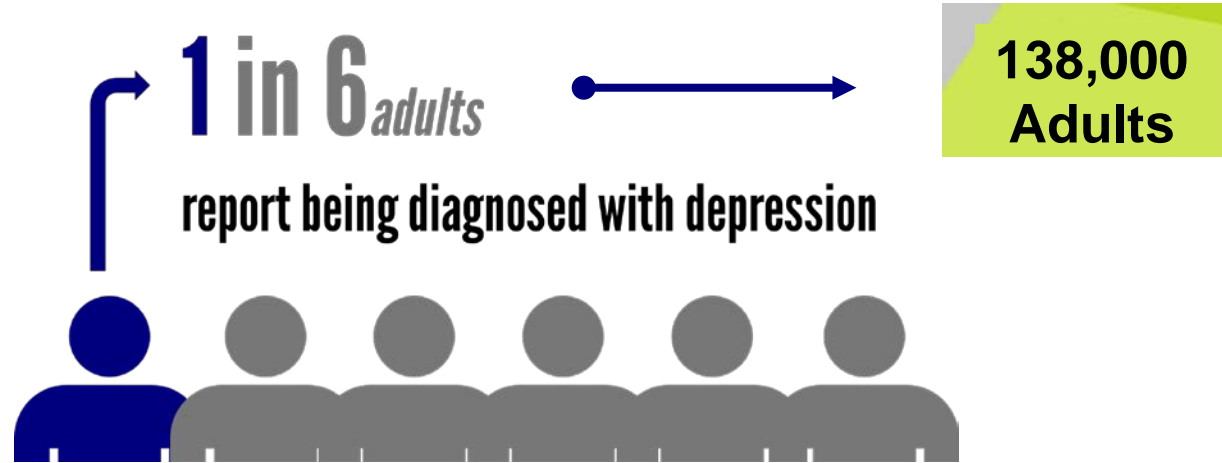 1 in 6 adults
138,000
Adults
report being diagnosed with depression